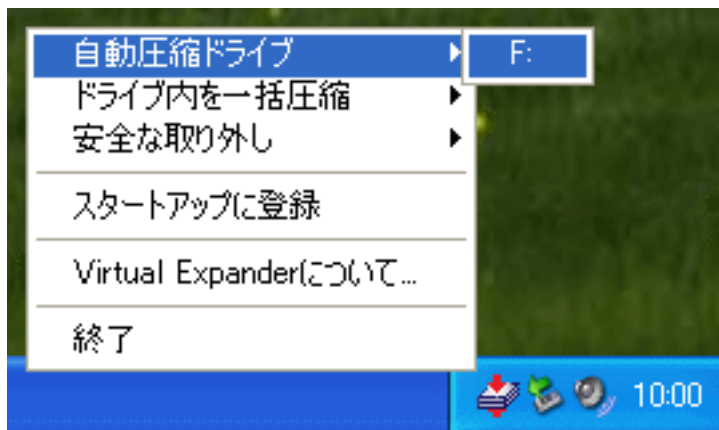 自動圧縮ドライブ
F:
ドライブ内を一括圧縮
安全な取り外し
スタートアップに登録
Virtual Expanderについて...
終了
10:00